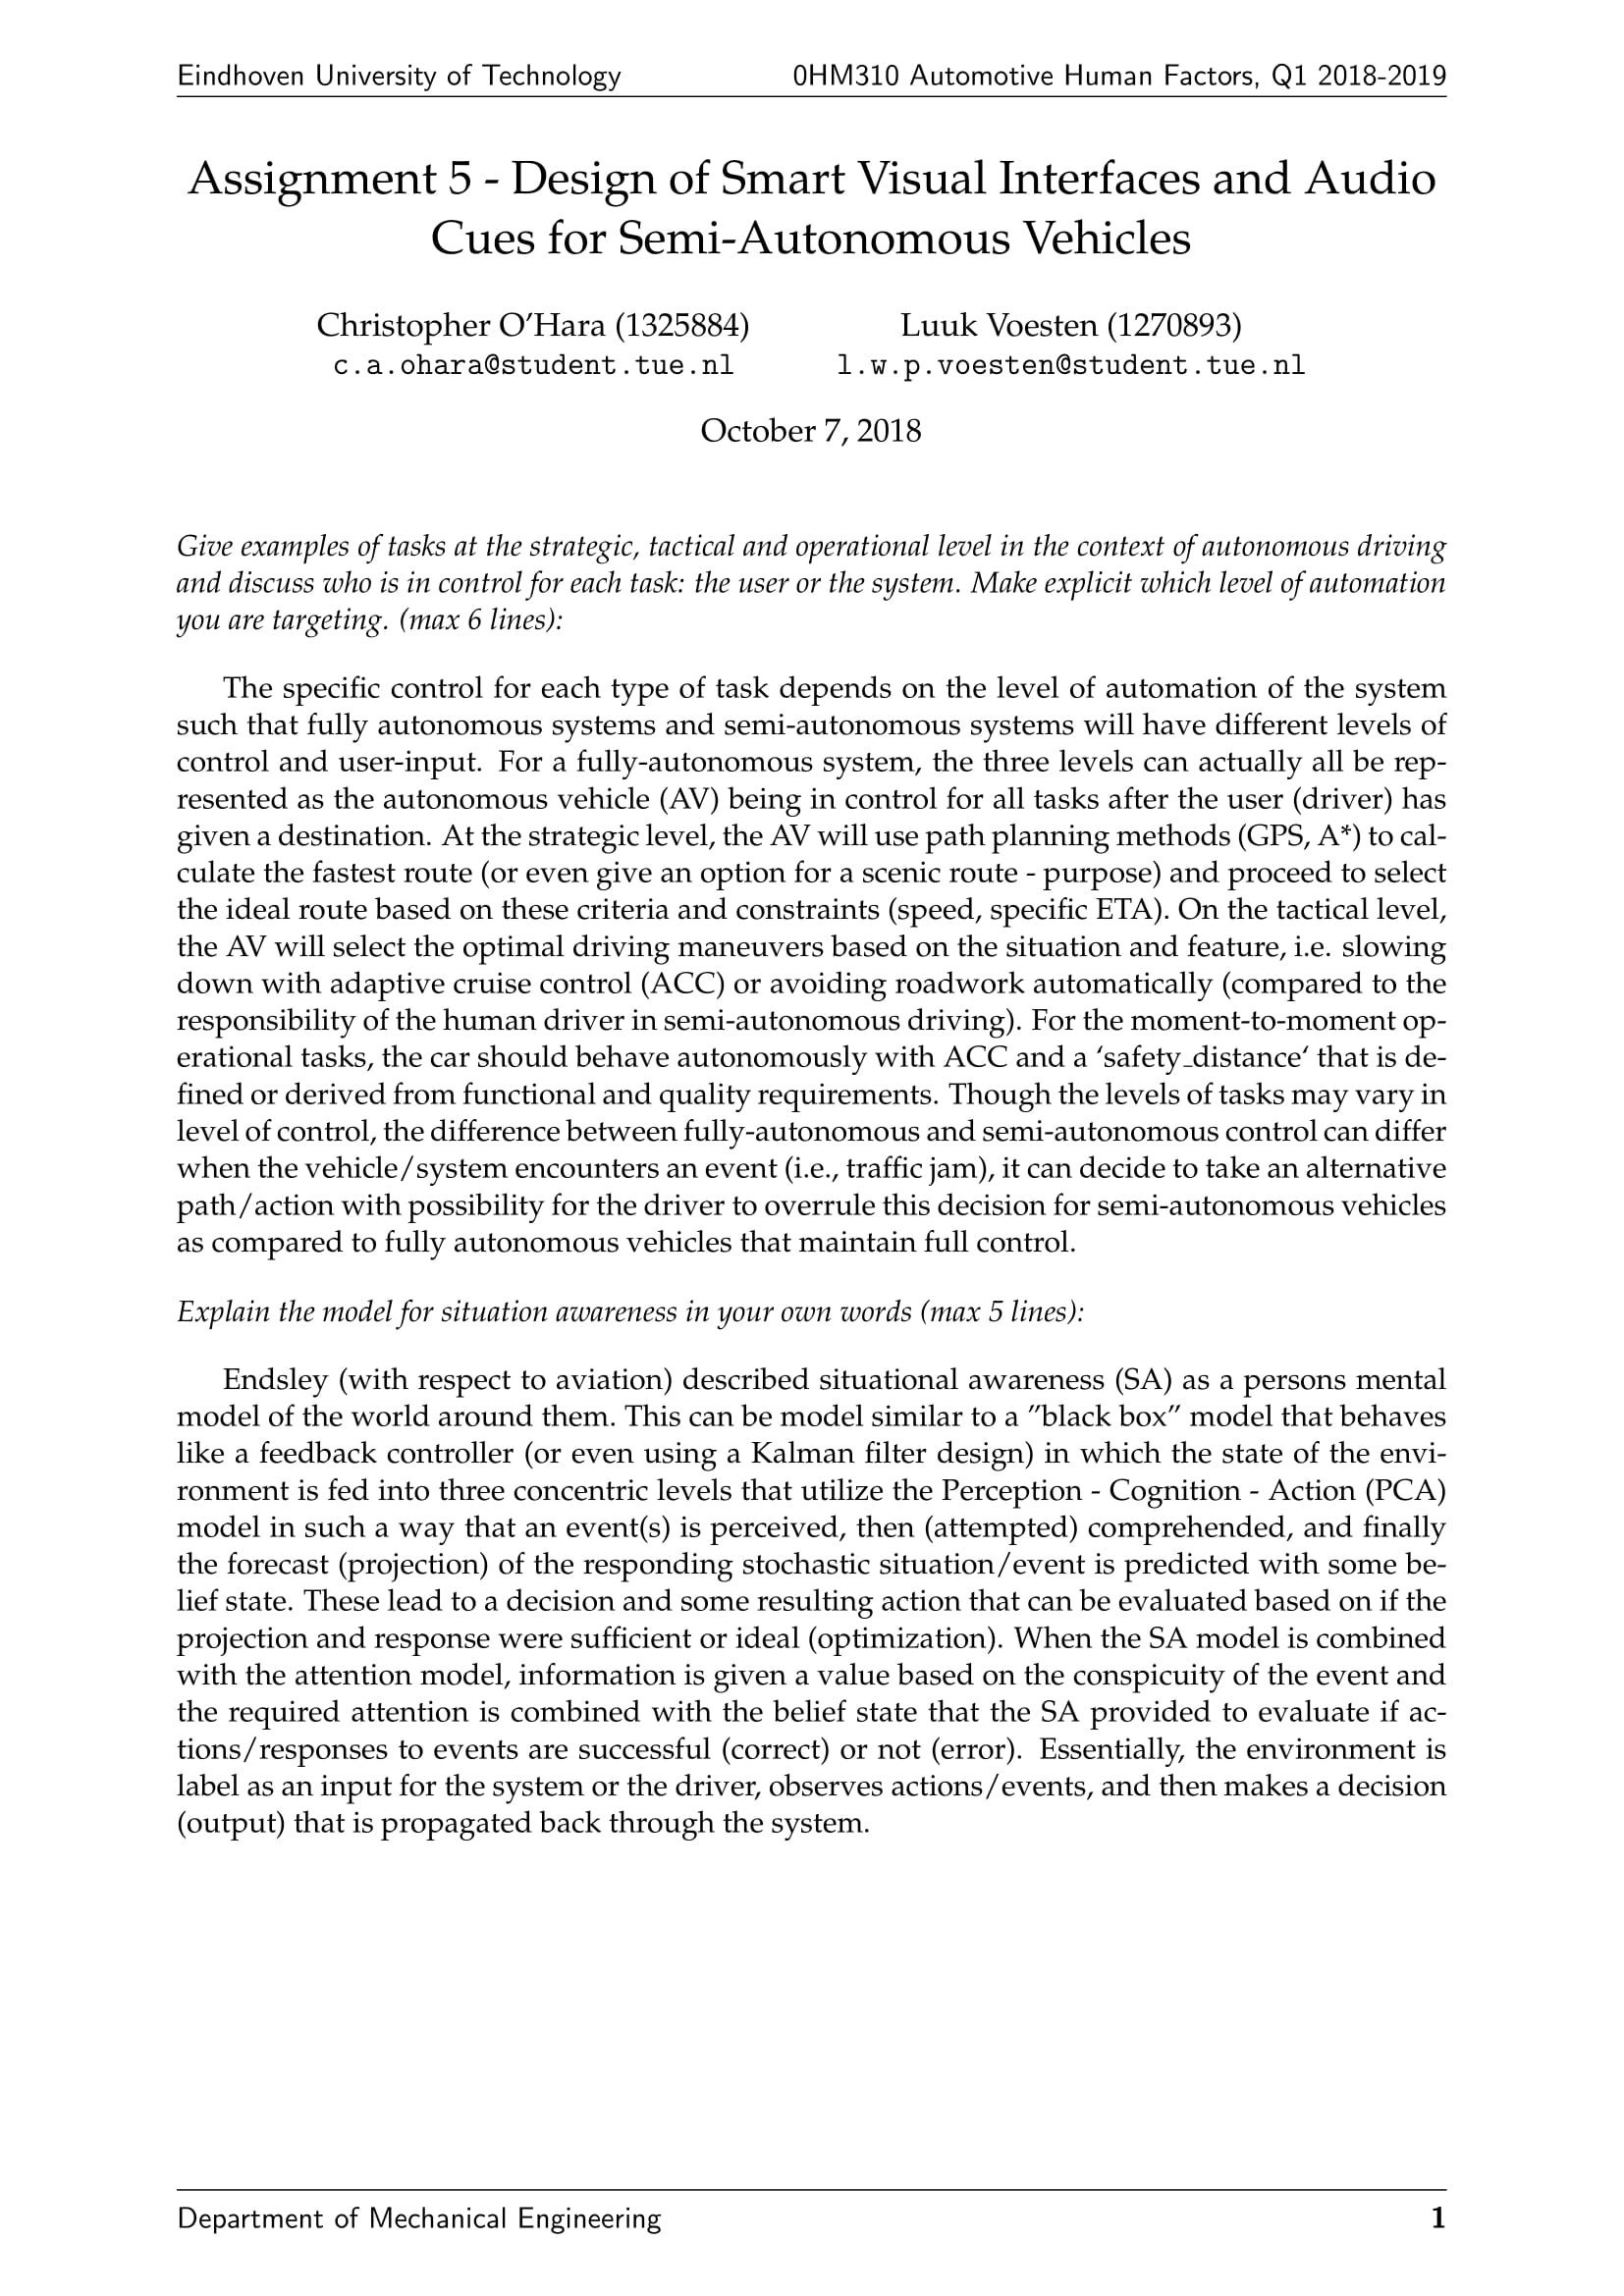 Eindhoven University of Technology 0HM310 Automotive Human Factors, Q1 2018-2019
Assignment 5 - Design of Smart Visual Interfaces and Audio
Cues for Semi-Autonomous Vehicles
Christopher O'Hara (1325884) Luuk Voesten (1270893)
c.a.ohara@student.tue.nl l.w.p.voesten@student.tue.nl
October 7, 2018
Give examples of tasks at the strategic, tactical and operational level in the context of autonomous driving
and discuss who is in control for each task: the user or the system. Make explicit which level of automation
you are targeting. (max 6 lines):
The specific control for each type of task depends on the level of automation of the system
such that fully autonomous systems and semi-autonomous systems will have different levels of
control and user-input. For a fully-autonomous system, the three levels can actually all be rep-
resented as the autonomous vehicle (AV) being in control for all tasks after the user (driver) has
given a destination. At the strategic level, the AV will use path planning methods (GPS, A*) to cal-
culate the fastest route (or even give an option for a scenic route - purpose) and proceed to select
the ideal route based on these criteria and constraints (speed, specific ETA). On the tactical level,
the AV will select the optimal driving maneuvers based on the situation and feature, i.e. slowing
down with adaptive cruise control (ACC) or avoiding roadwork automatically (compared to the
responsibility of the human driver in semi-autonomous driving). For the moment-to-moment op-
erational tasks, the car should behave autonomously with ACC and a ‘safety_distance‘ that is de-
fined or derived from functional and quality requirements. Though the levels of tasks may vary in
level of control, the difference between fully-autonomous and semi-autonomous control can differ
when the vehicle/system encounters an event (i.e., traffic jam), it can decide to take an alternative
path/action with possibility for the driver to overrule this decision for semi-autonomous vehicles
as compared to fully autonomous vehicles that maintain full control.
Explain the model for situation awareness in your own words (max 5 lines):
Endsley (with respect to aviation) described situational awareness (SA) as a persons mental
model of the world around them. This can be model similar to a ”black box” model that behaves
like a feedback controller (or even using a Kalman filter design) in which the state of the envi-
ronment is fed into three concentric levels that utilize the Perception - Cognition - Action (PCA)
model in such a way that an event(s) is perceived, then (attempted) comprehended, and finally
the forecast (projection) of the responding stochastic situation/event is predicted with some be-
lief state. These lead to a decision and some resulting action that can be evaluated based on if the
projection and response were sufficient or ideal (optimization). When the SA model is combined
with the attention model, information is given a value based on the conspicuity of the event and
the required attention is combined with the belief state that the SA provided to evaluate if ac-
tions/responses to events are successful (correct) or not (error). Essentially, the environment is
label as an input for the system or the driver, observes actions/events, and then makes a decision
(output) that is propagated back through the system.
Department of Mechanical Engineering 1